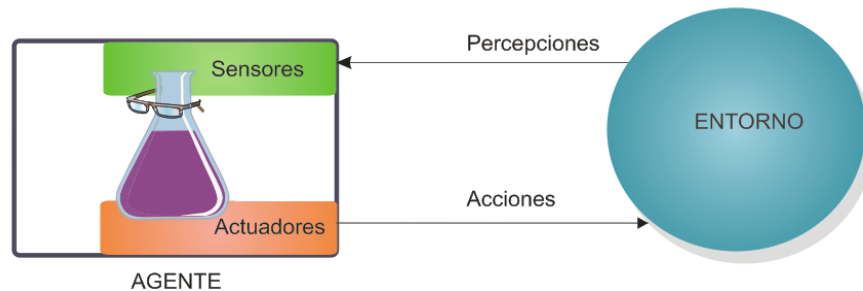 Percepciones
Sensores
ENTORNO
Acciones
Actuadores
AGENTE